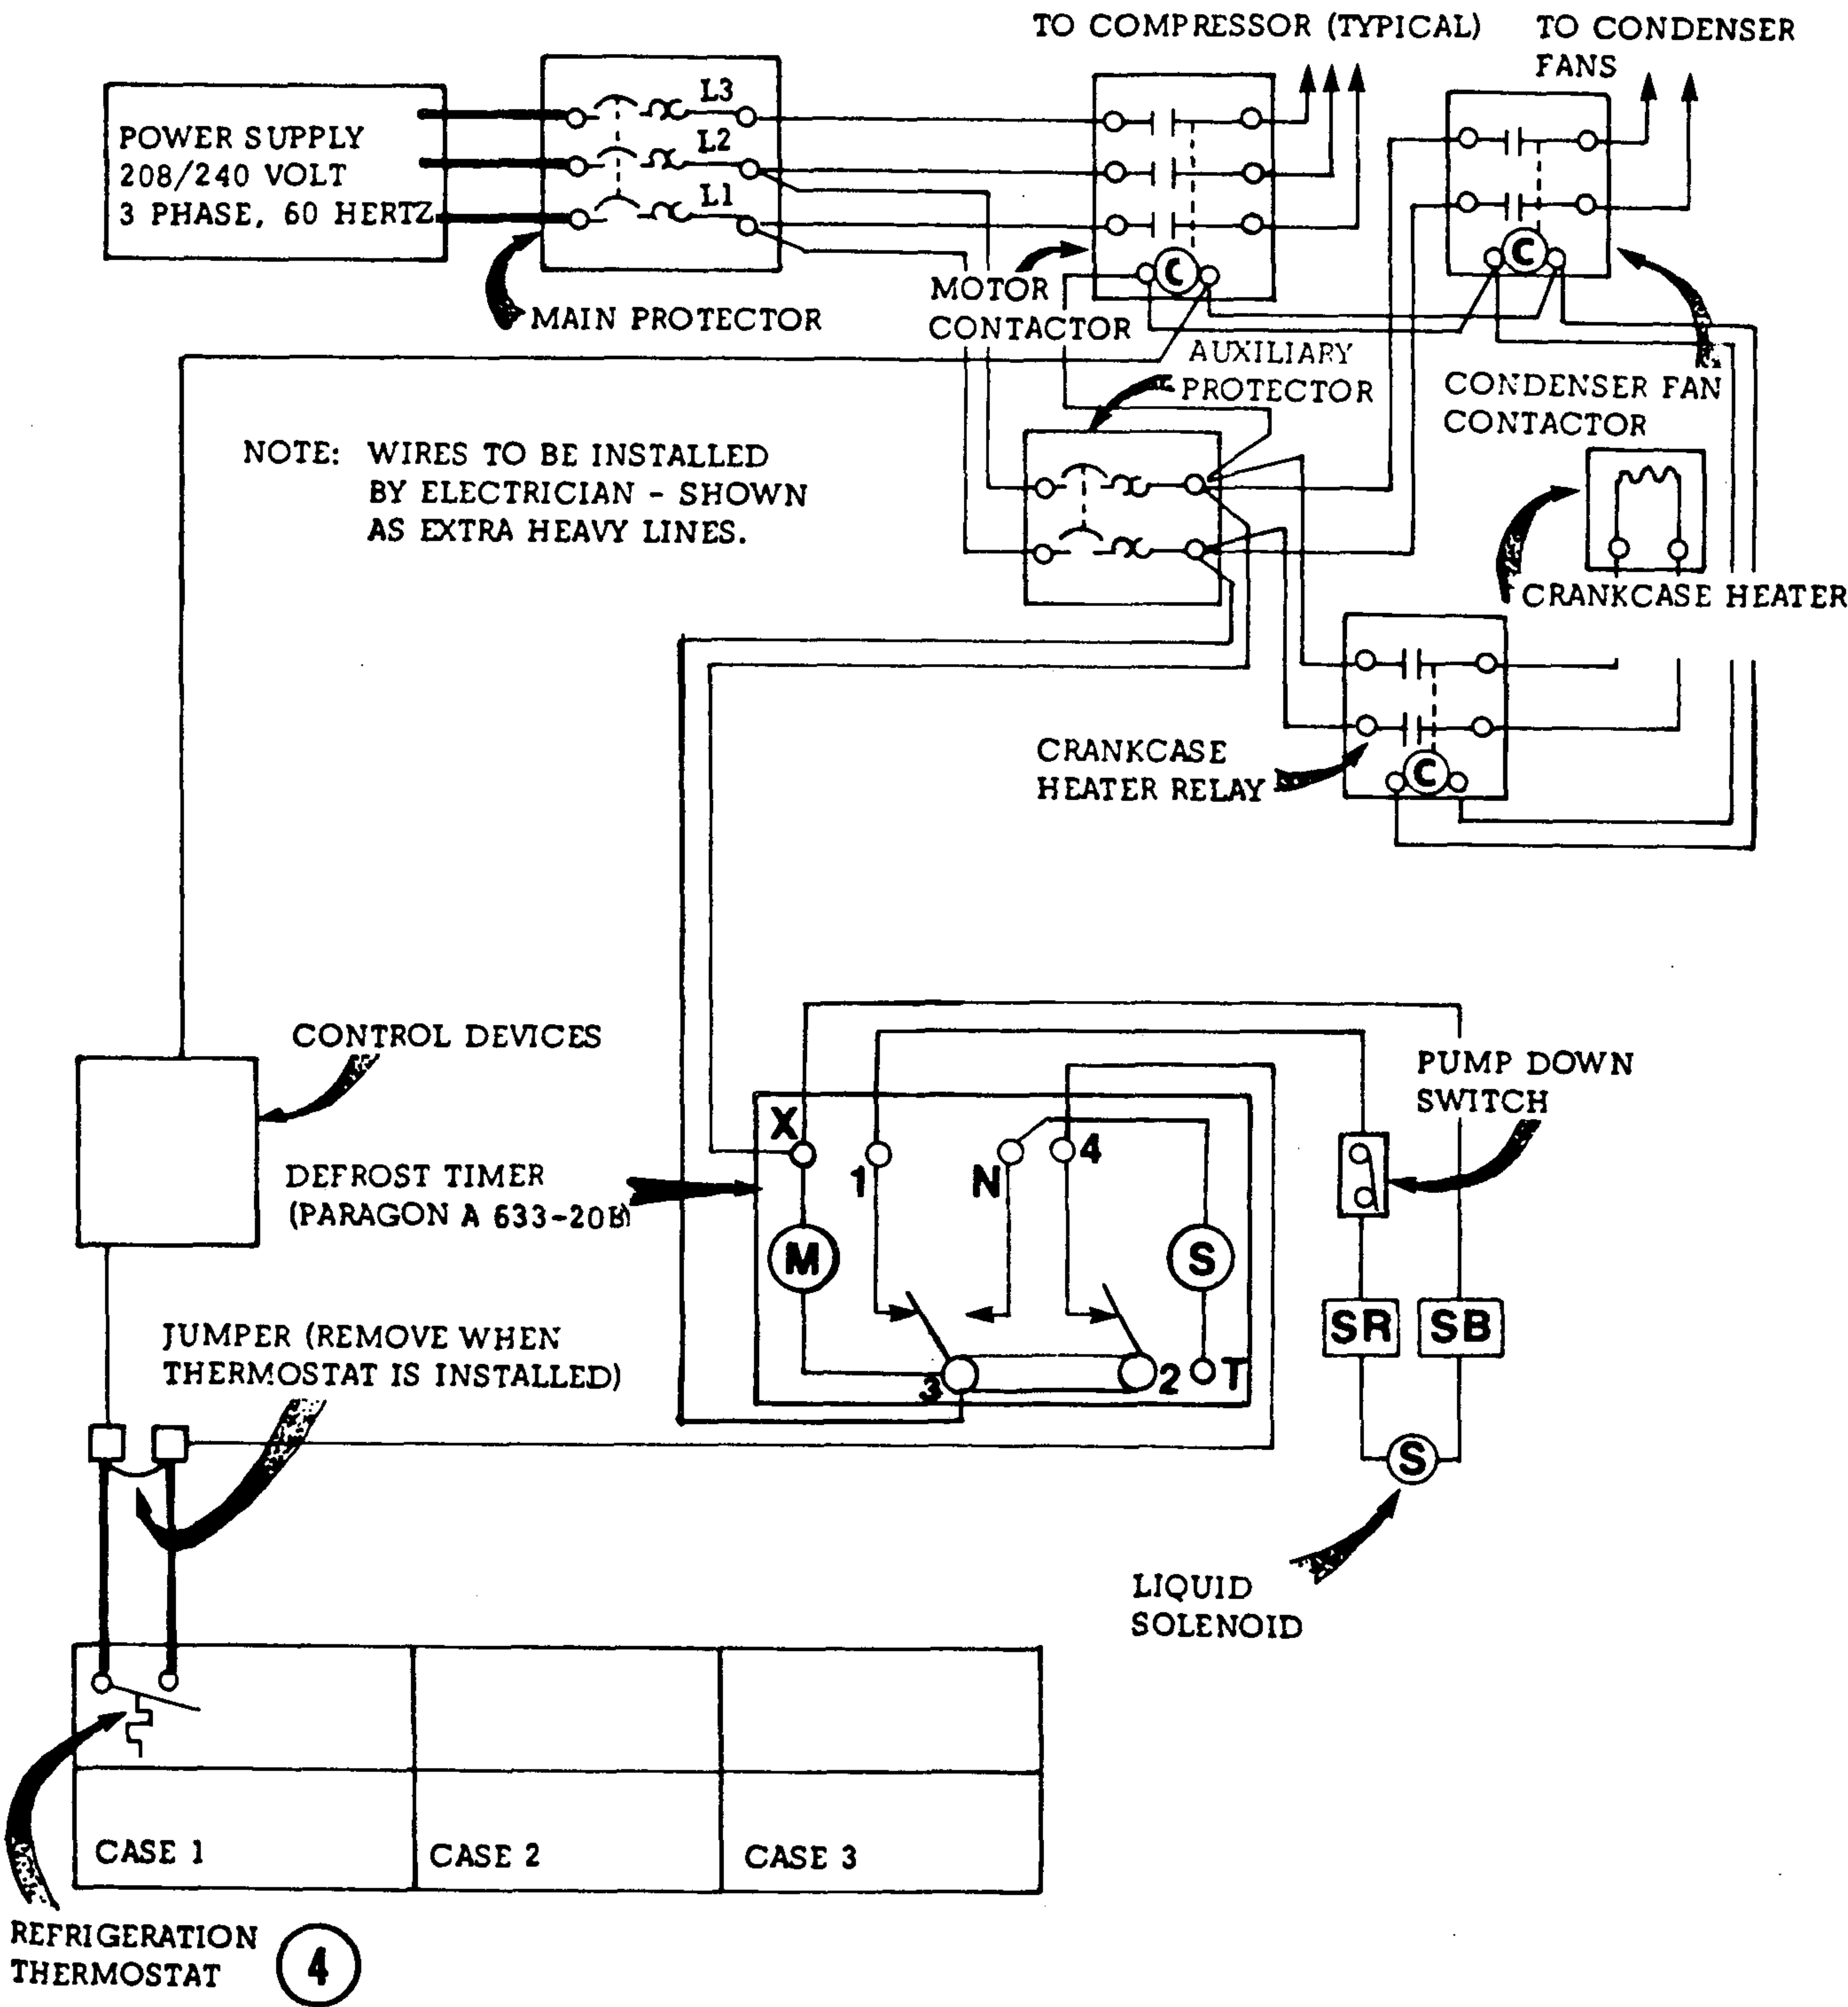 TO COMPRESSOR (TYPICAL)
TO CONDENSER
FANS
POWER SUPPLY
208/240 VOLT
3 PHASE, 60 HERTZ
L3
L2
L1
MAIN PROTECTOR
MOTOR
CONTACTOR
C
C
AUXILIARY
PROTECTOR
CONDENSER FAN
CONTACTOR
NOTE: WIRES TO BE INSTALLED
BY ELECTRICIAN - SHOWN
AS EXTRA HEAVY LINES.
CRANKCASE HEATER
CRANKCASE
HEATER RELAY
C
CONTROL DEVICES
PUMP DOWN
SWITCH
DEFROST TIMER
(PARAGON A 633-20B)
X
1
N
4
M
S
3
2
T
SR
SB
S
JUMPER (REMOVE WHEN
THERMOSTAT IS INSTALLED)
LIQUID
SOLENOID
CASE 1
CASE 2
CASE 3
REFRIGERATION
THERMOSTAT
4